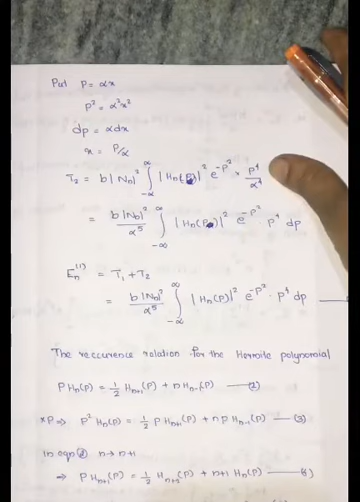 Put P = αx
P² = α²x²
dp = αdx
x = P/α
T₂ = b|N₀|² ∫_{-∞}^{∞} |Hn(P)|² e^{-P²} × P⁴/α⁴
= b|N₀|²/α⁵ ∫_{-∞}^{∞} |Hn(P)|² e^{-P²} P⁴ dp
En⁽¹⁾ = T₁ + T₂
= b|N₀|²/α⁵ ∫_{-∞}^{∞} |Hn(P)|² e^{-P²} · P⁴ dp —
The reccurence rolation for the Hermite polynomial
P Hn(P) = ½ Hn+1(P) + n Hn-1(P) — (2)
×P ⇒ P² Hn(P) = ½ P Hn+1(P) + n P Hn-1(P) — (3)
In eqn ② n → n+1
⇒ P Hn+1(P) = ½ Hn+2(P) + n+1 Hn(P) —